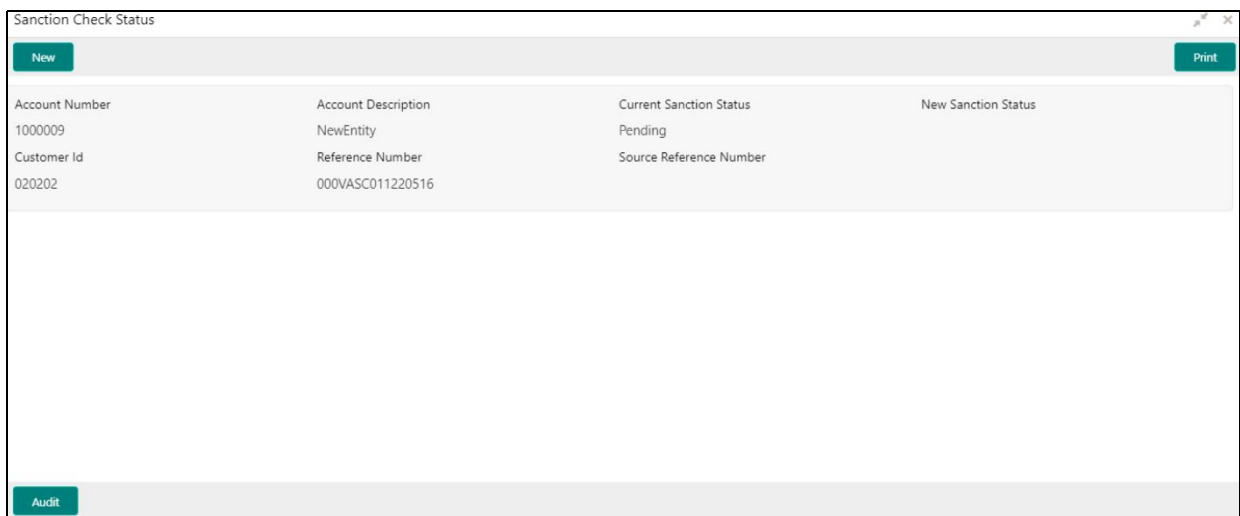 Sanction Check Status
New Print
Account Number Account Description Current Sanction Status New Sanction Status
1000009 NewEntity Pending
Customer Id Reference Number Source Reference Number
020202 000VASC011220516
Audit